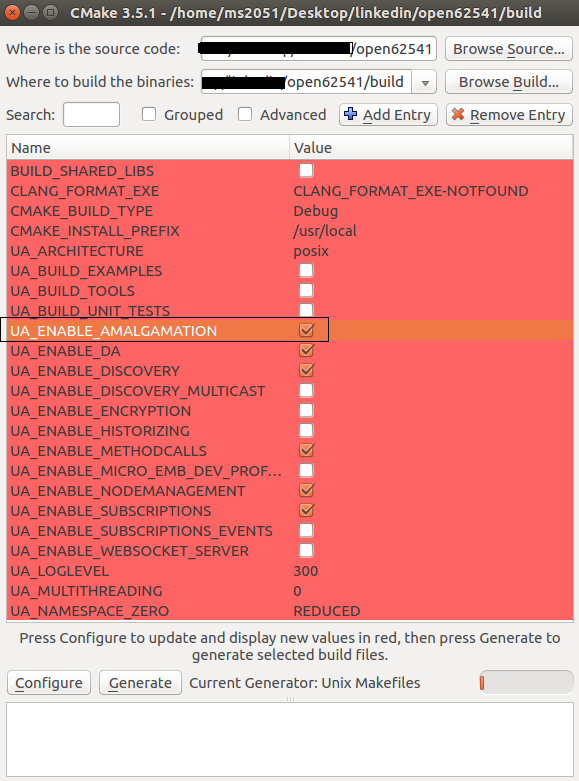 CMake 3.5.1 - /home/ms2051/Desktop/linkedin/open62541/build
Where is the source code: /open62541 Browse Source...
Where to build the binaries: /open62541/build Browse Build...
Search: Grouped Advanced Add Entry Remove Entry
Name Value
BUILD_SHARED_LIBS
CLANG_FORMAT_EXE CLANG_FORMAT_EXE-NOTFOUND
CMAKE_BUILD_TYPE Debug
CMAKE_INSTALL_PREFIX /usr/local
UA_ARCHITECTURE posix
UA_BUILD_EXAMPLES
UA_BUILD_TOOLS
UA_BUILD_UNIT_TESTS
UA_ENABLE_AMALGAMATION
UA_ENABLE_DA
UA_ENABLE_DISCOVERY
UA_ENABLE_DISCOVERY_MULTICAST
UA_ENABLE_ENCRYPTION
UA_ENABLE_HISTORIZING
UA_ENABLE_METHODCALLS
UA_ENABLE_MICRO_EMB_DEV_PROF...
UA_ENABLE_NODEMANAGEMENT
UA_ENABLE_SUBSCRIPTIONS
UA_ENABLE_SUBSCRIPTIONS_EVENTS
UA_ENABLE_WEBSOCKET_SERVER
UA_LOGLEVEL 300
UA_MULTITHREADING 0
UA_NAMESPACE_ZERO REDUCED
Press Configure to update and display new values in red, then press Generate to
generate selected build files.
Configure Generate Current Generator: Unix Makefiles